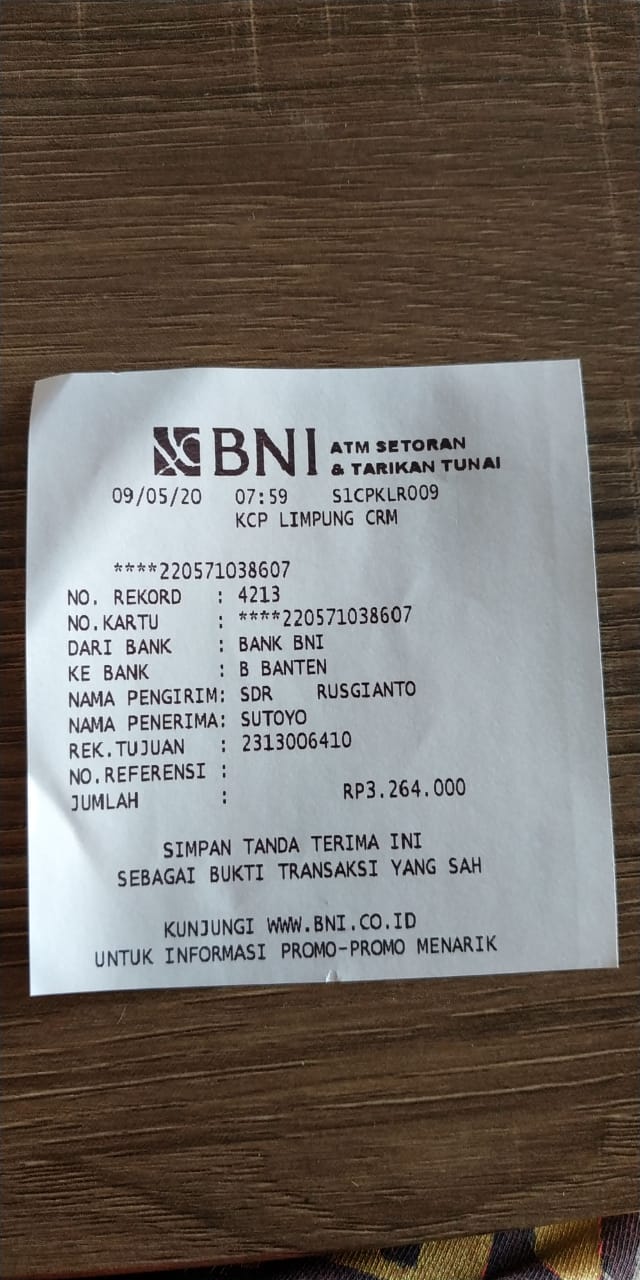 BNI ATM SETORAN
& TARIKAN TUNAI
09/05/20 07:59 S1CPKLR009
KCP LIMPUNG CRM
****220571038607
NO. REKORD : 4213
NO.KARTU : ****220571038607
DARI BANK : BANK BNI
KE BANK : B BANTEN
NAMA PENGIRIM: SDR RUSGIANTO
NAMA PENERIMA: SUTOYO
REK.TUJUAN : 2313006410
NO.REFERENSI :
JUMLAH : RP3.264.000
SIMPAN TANDA TERIMA INI
SEBAGAI BUKTI TRANSAKSI YANG SAH
KUNJUNGI WWW.BNI.CO.ID
UNTUK INFORMASI PROMO-PROMO MENARIK